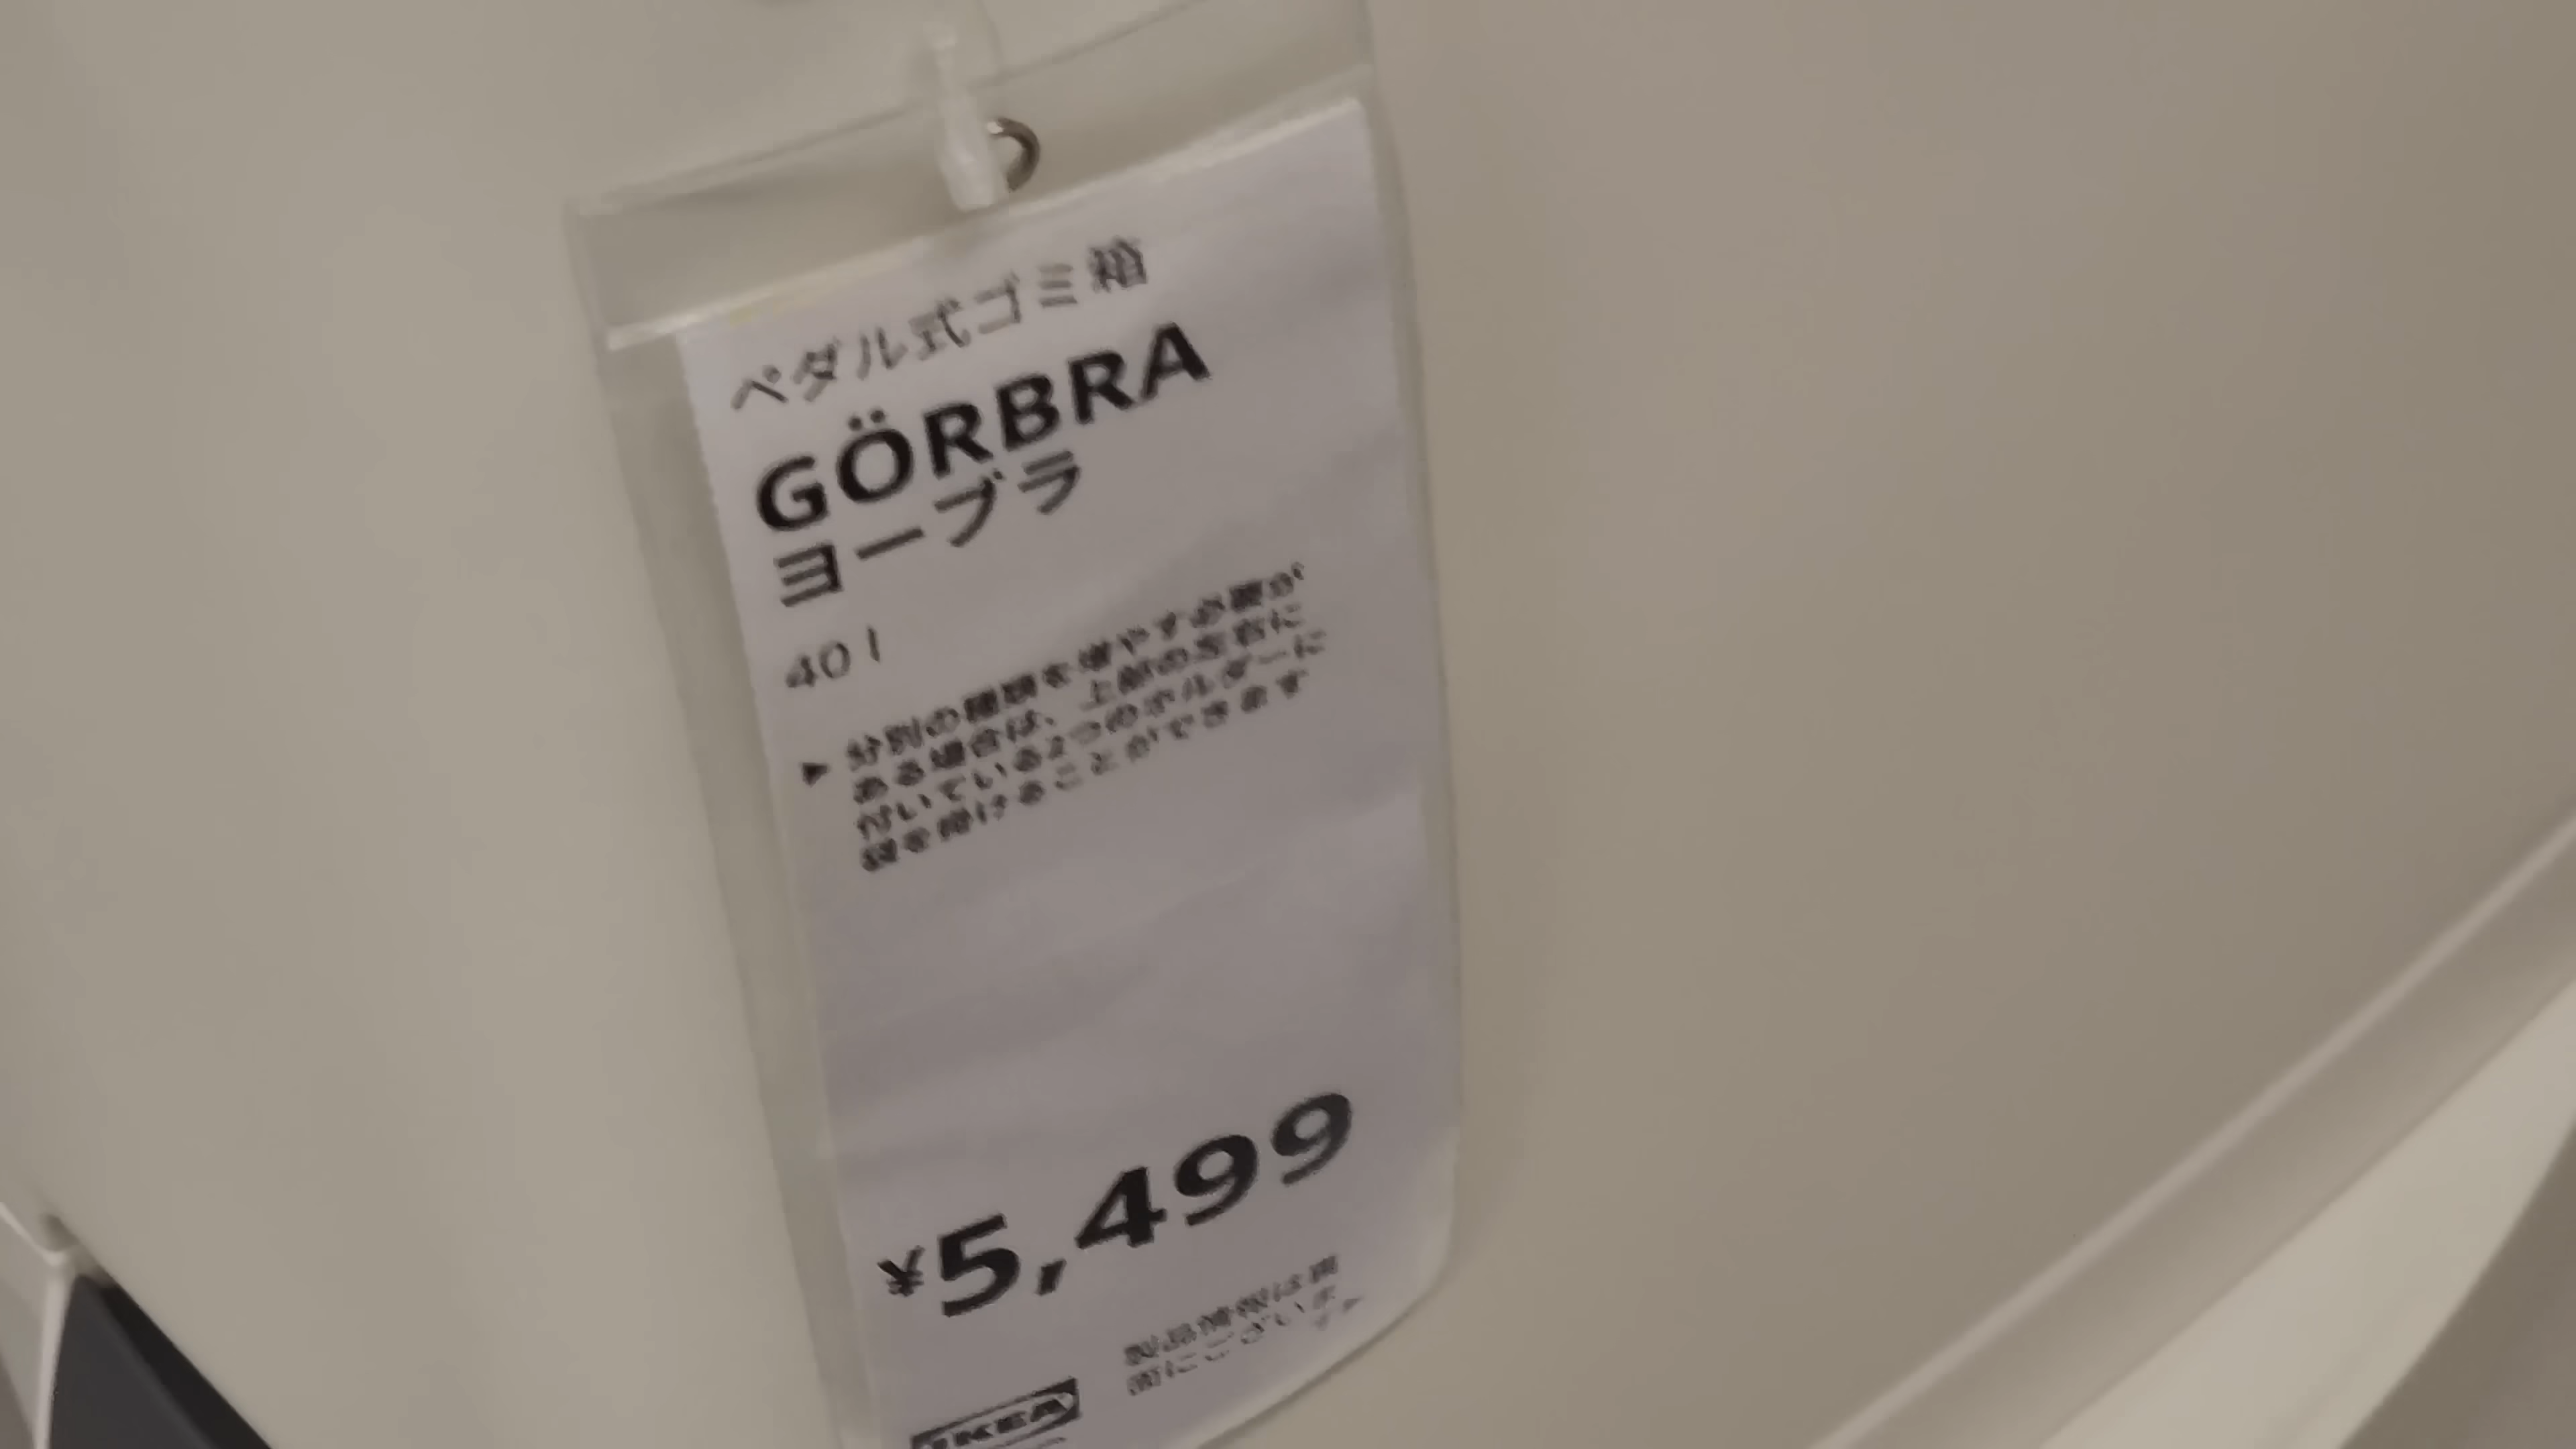 ペダル式ゴミ箱
GÖRBRA
ヨーブラ
40 l
▶ 分別の種類を増やす必要が
ある場合は、上部の左右に
付いている2つのホルダーに
袋を掛けることができます
¥5,499
製品情報は裏
面にございま
す▶
IKEA